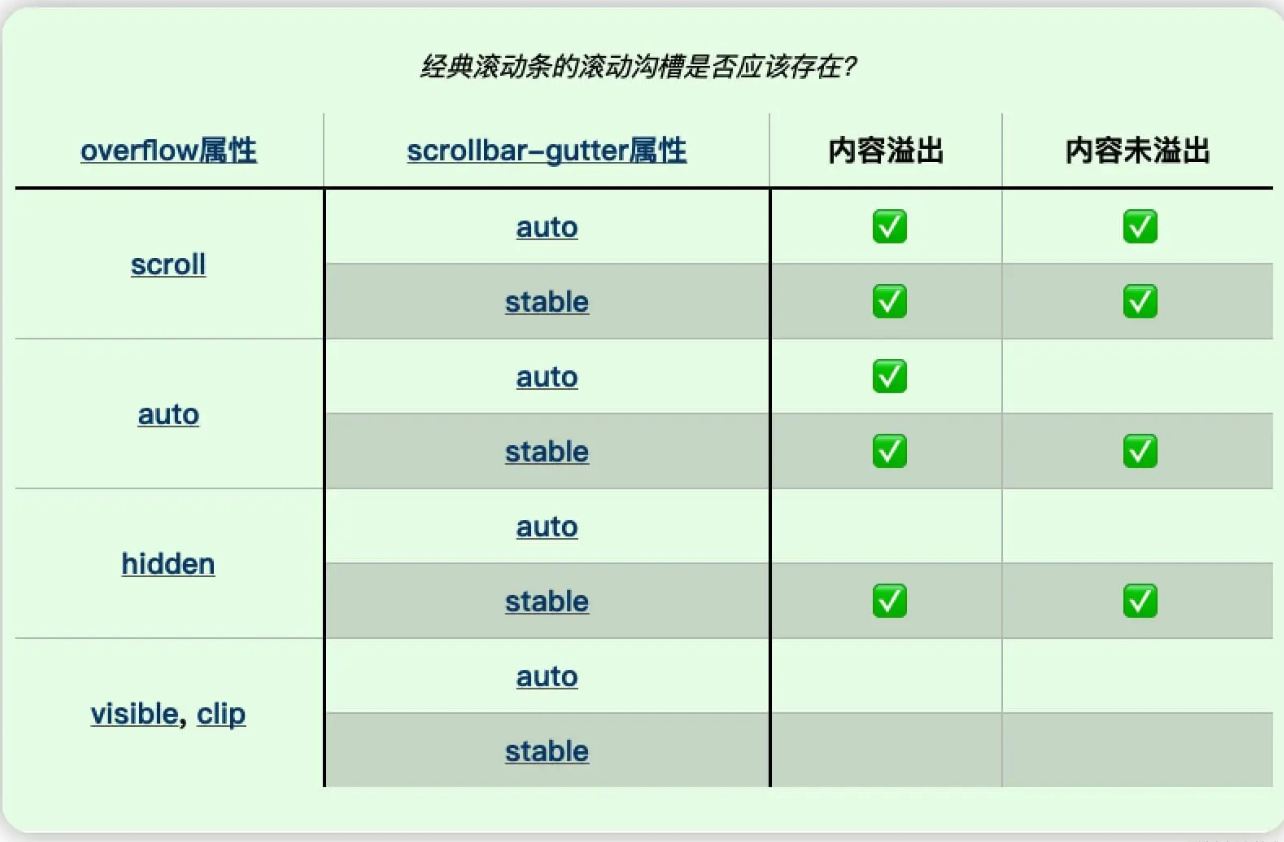 经典滚动条的滚动沟槽是否应该存在?
overflow属性 scrollbar-gutter属性 内容溢出 内容未溢出
scroll auto ✅ ✅
stable ✅ ✅
auto auto ✅
stable ✅ ✅
hidden auto
stable ✅ ✅
visible, clip auto
stable